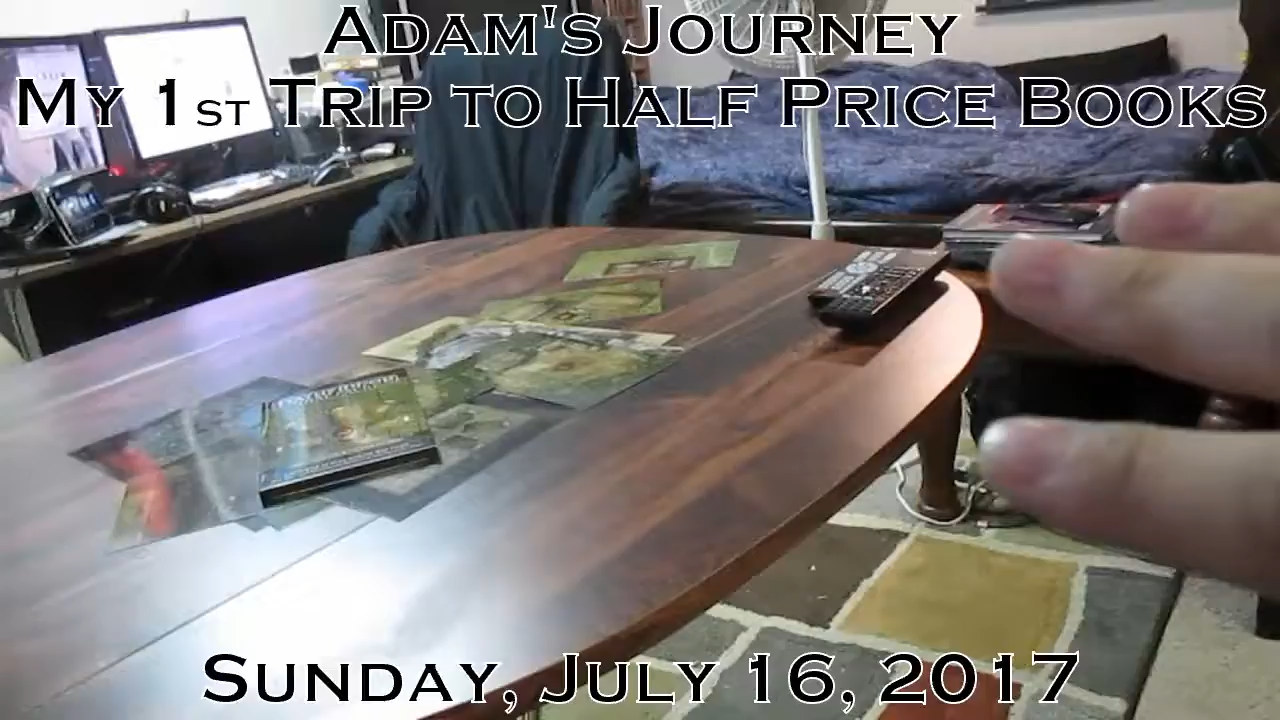 Adam's Journey
My 1st Trip to Half Price Books
Sunday, July 16, 2017